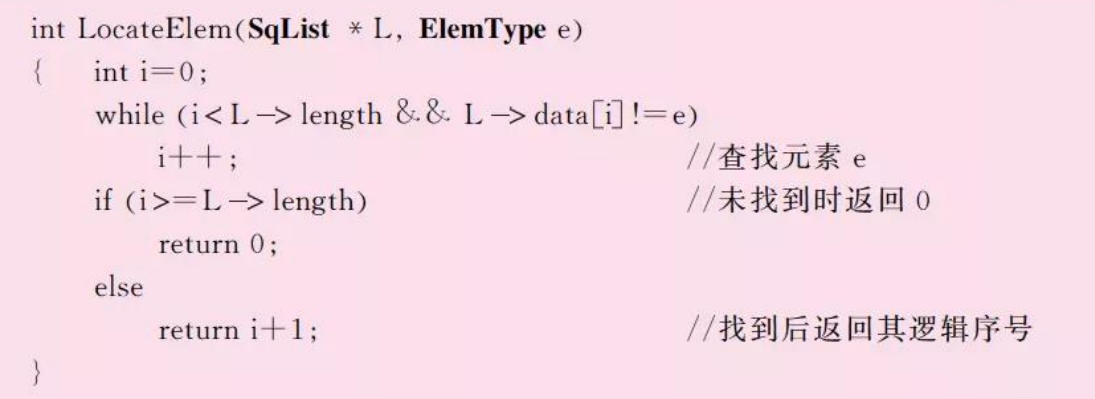 int LocateElem(SqList * L, ElemType e)
{ int i=0;
while (i<L->length && L->data[i]!=e)
i++; //查找元素 e
if (i>=L->length) //未找到时返回 0
return 0;
else
return i+1; //找到后返回其逻辑序号
}